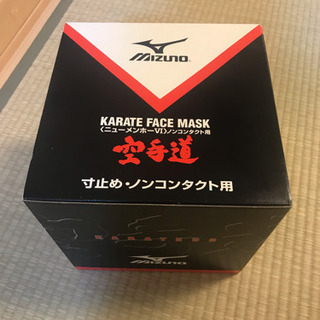 MIZUNO
KARATE FACE MASK
〈ニューメンホーVI〉ノンコンタクト用
空手道
寸止め・ノンコンタクト用